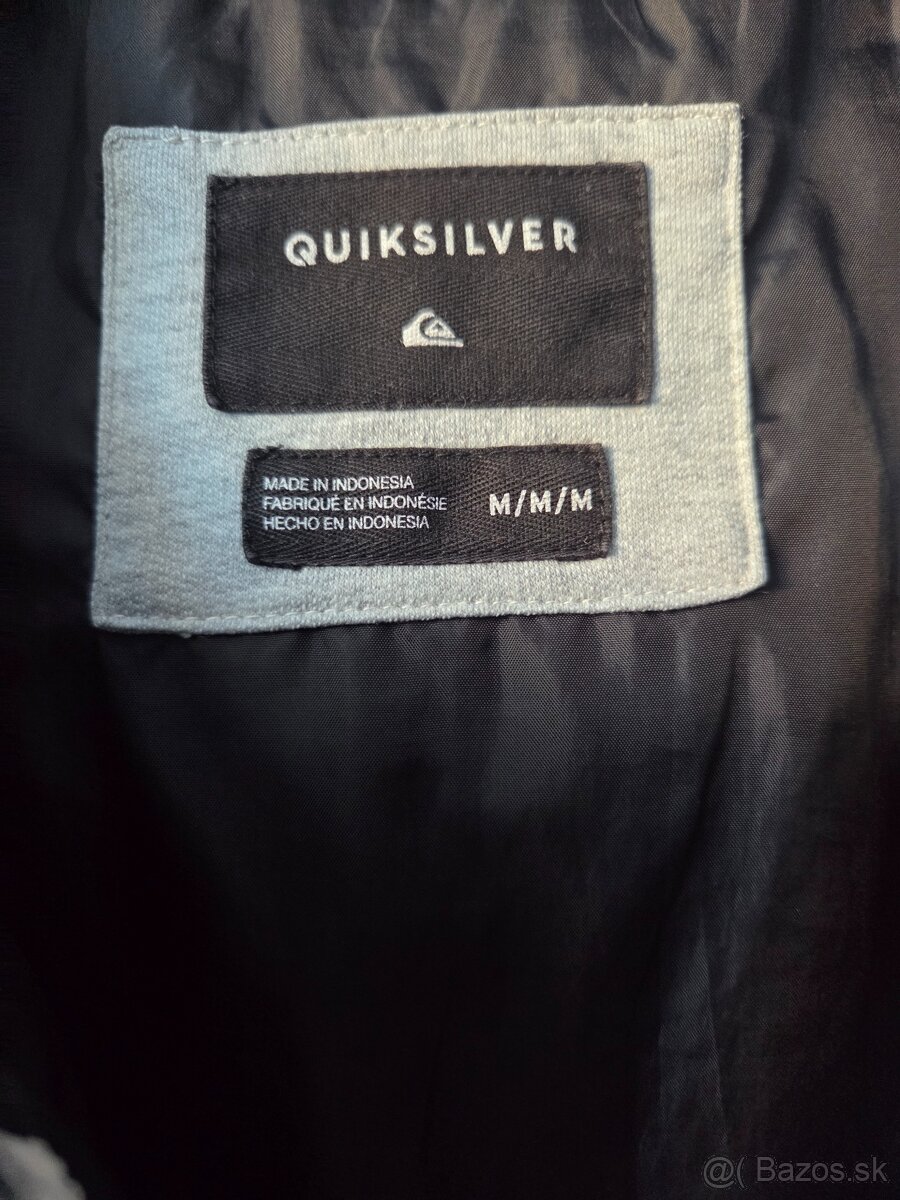 QUIKSILVER
MADE IN INDONESIA
FABRIQUÉ EN INDONÉSIE
HECHO EN INDONESIA
M/M/M
@( Bazos.sk